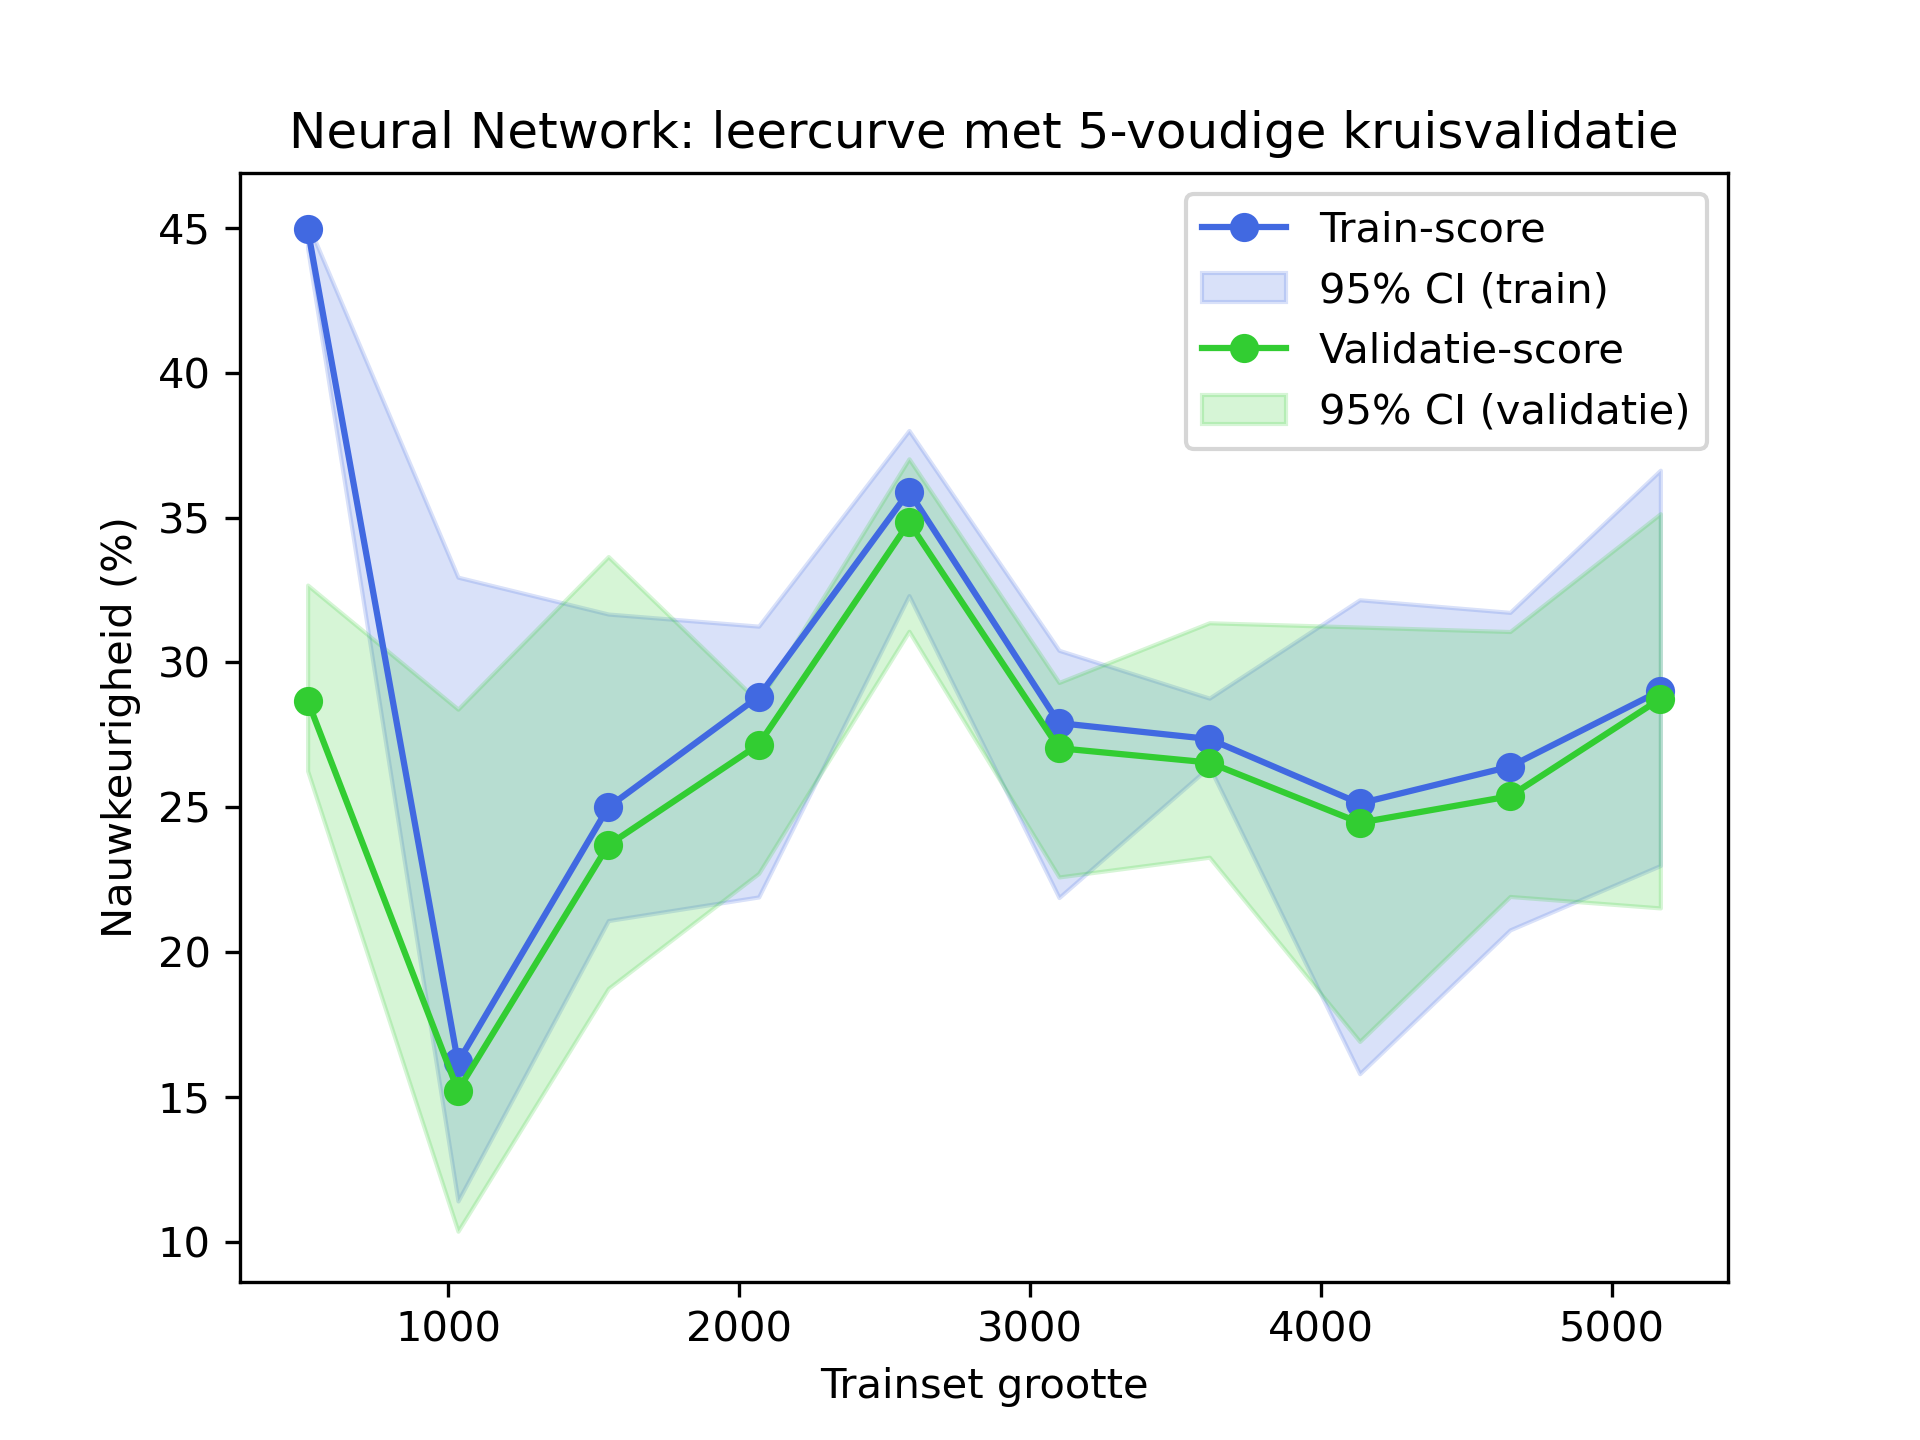 Neural Network: leercurve met 5-voudige kruisvalidatie
Train-score
95% CI (train)
Validatie-score
95% CI (validatie)
Nauwkeurigheid (%)
45
40
35
30
25
20
15
10
1000 2000 3000 4000 5000
Trainset grootte